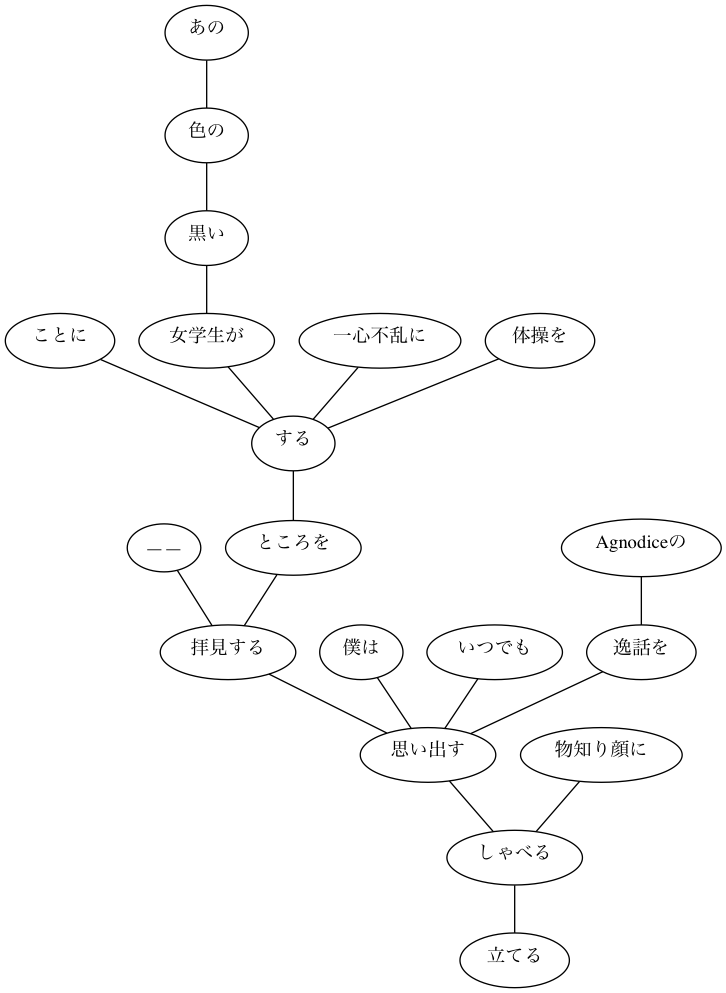 あの
色の
黒い
ことに 女学生が 一心不乱に 体操を
する
—— ところを Agnodiceの
拝見する 僕は いつでも 逸話を
思い出す 物知り顔に
しゃべる
立てる